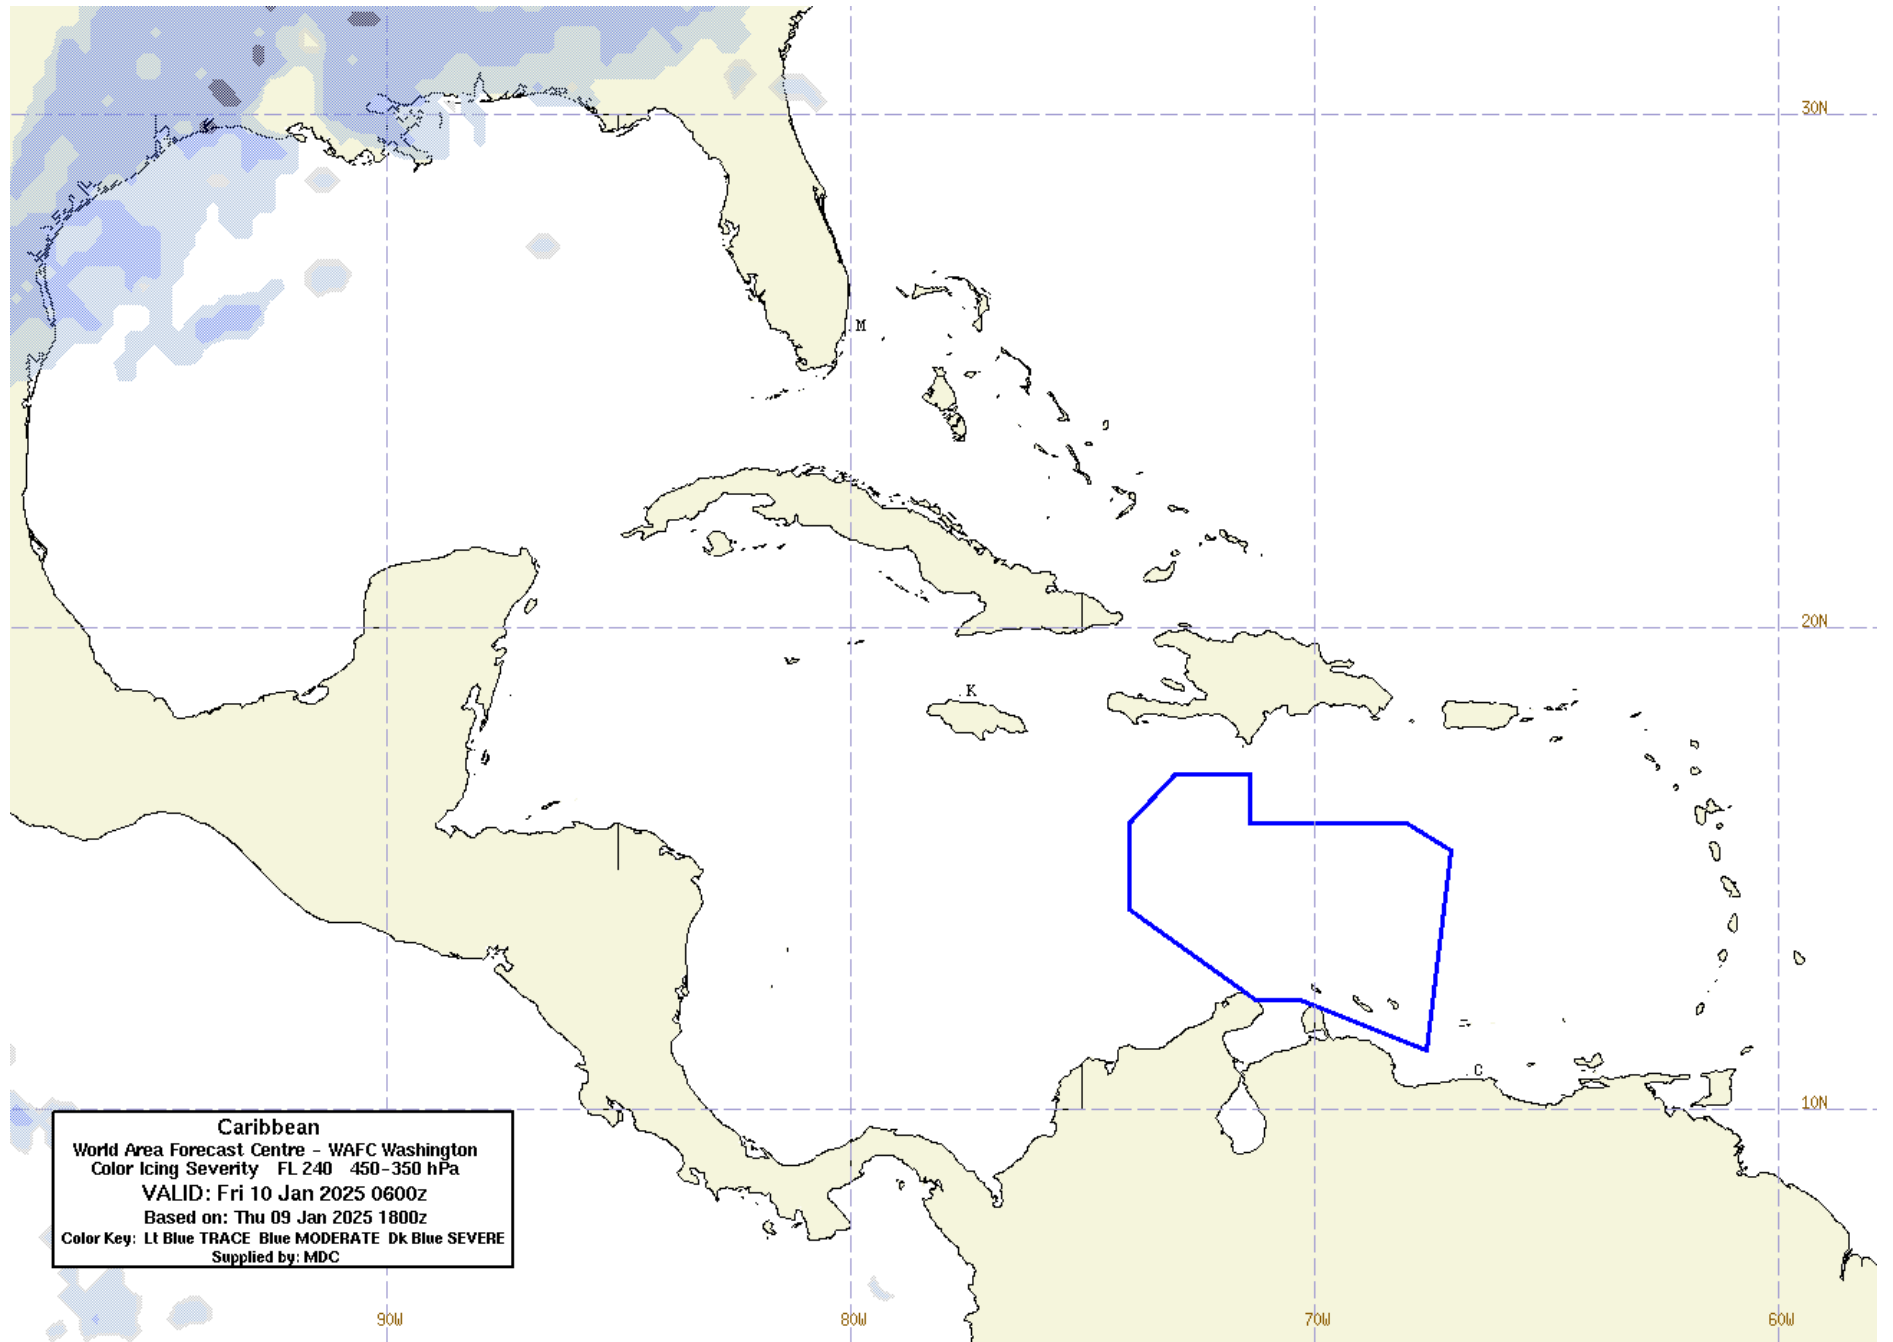 30N
M
20N
K
C
10N
Caribbean
World Area Forecast Centre - WAFC Washington
Color Icing Severity FL 240 450-350 hPa
VALID: Fri 10 Jan 2025 0600z
Based on: Thu 09 Jan 2025 1800z
Color Key: Lt Blue TRACE Blue MODERATE Dk Blue SEVERE
Supplied by: MDC
90W 80W 70W 60W